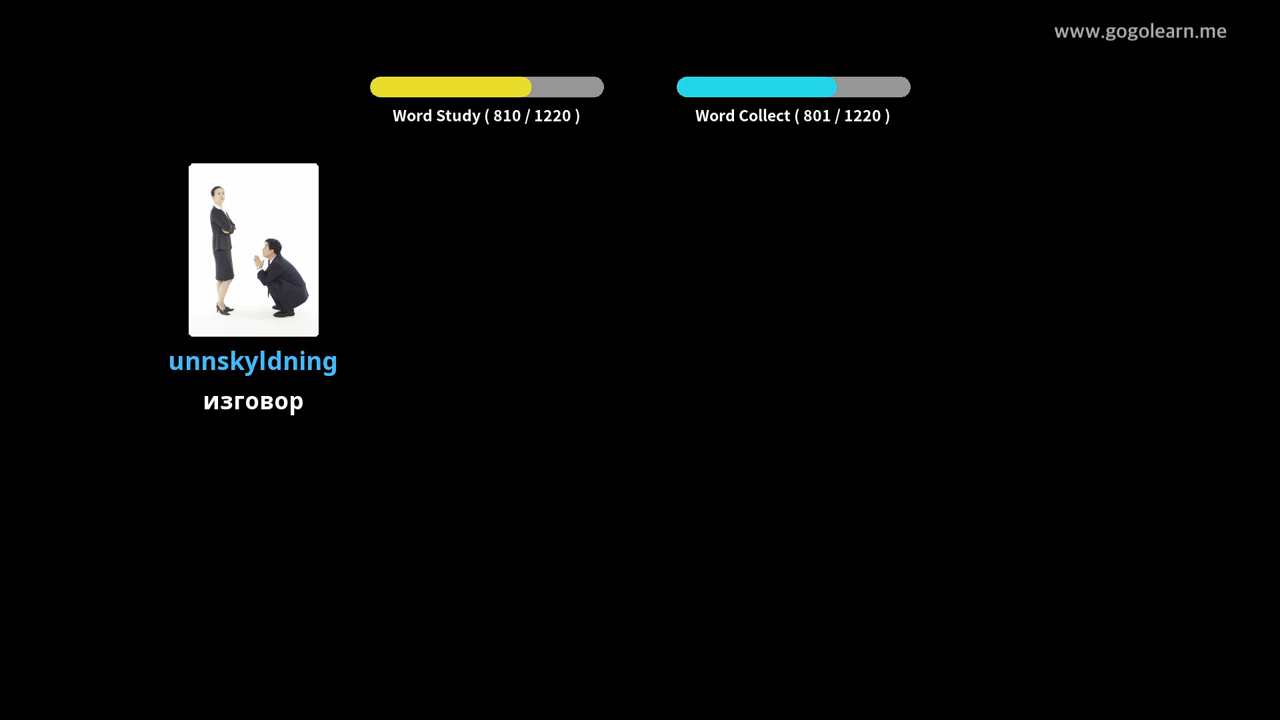 www.gogolearn.me
Word Study ( 810 / 1220 )
Word Collect ( 801 / 1220 )
unnskyldning
изговор